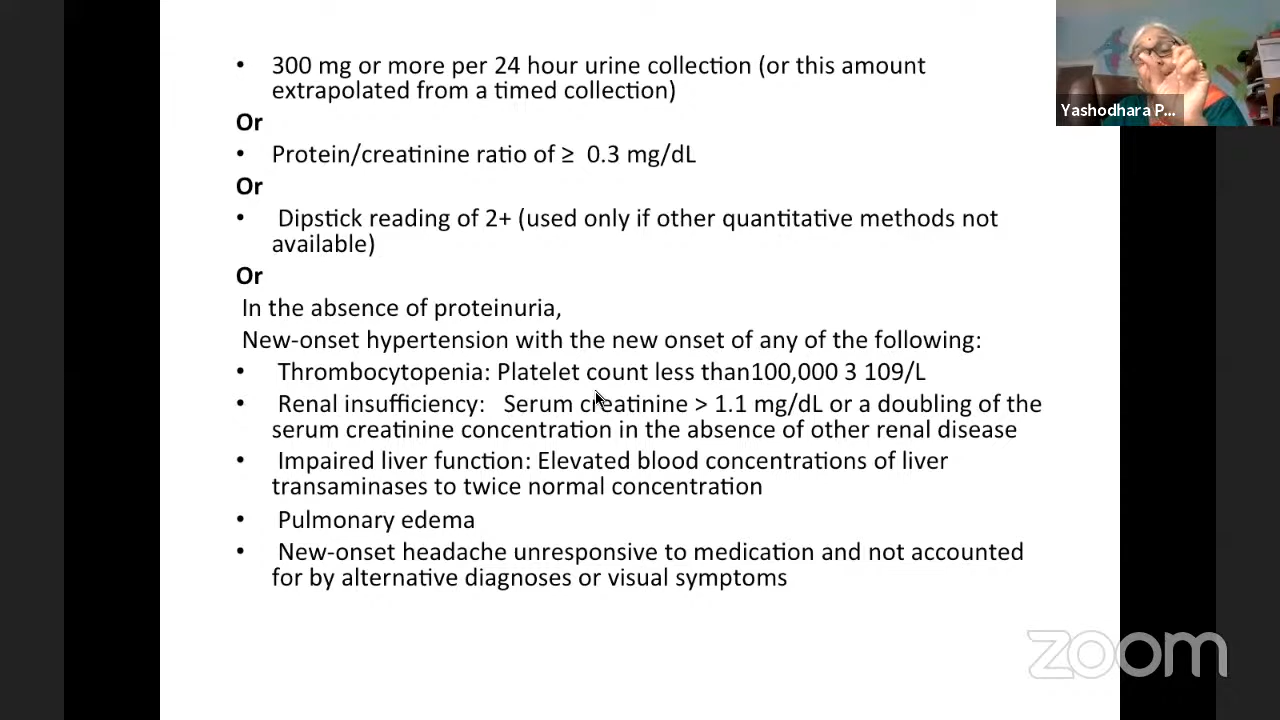 • 300 mg or more per 24 hour urine collection (or this amount
extrapolated from a timed collection)
Or
• Protein/creatinine ratio of ≥ 0.3 mg/dL
Or
• Dipstick reading of 2+ (used only if other quantitative methods not
available)
Or
In the absence of proteinuria,
New-onset hypertension with the new onset of any of the following:
• Thrombocytopenia: Platelet count less than100,000 3 109/L
• Renal insufficiency: Serum creatinine > 1.1 mg/dL or a doubling of the
serum creatinine concentration in the absence of other renal disease
• Impaired liver function: Elevated blood concentrations of liver
transaminases to twice normal concentration
• Pulmonary edema
• New-onset headache unresponsive to medication and not accounted
for by alternative diagnoses or visual symptoms
Yashodhara P...
zoom